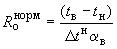 R_о^норм = (t_в − t_н) / (Δt^н α_в)